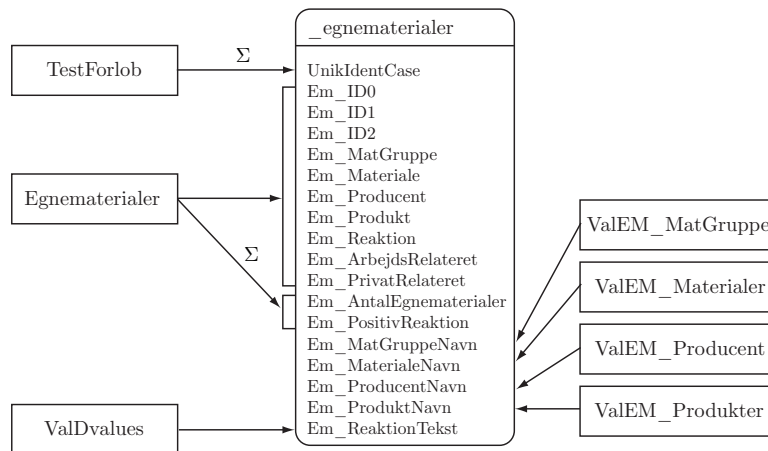 _egnematerialer
TestForlob
Σ
UnikIdentCase
Em_ID0
Em_ID1
Em_ID2
Em_MatGruppe
Em_Materiale
Egnematerialer
Em_Producent
Em_Produkt
Em_Reaktion
Σ
Em_ArbejdsRelateret
Em_PrivatRelateret
Em_AntalEgnematerialer
Em_PositivReaktion
Em_MatGruppeNavn
Em_MaterialeNavn
Em_ProducentNavn
Em_ProduktNavn
Em_ReaktionTekst
ValDvalues
ValEM_MatGruppe
ValEM_Materialer
ValEM_Producent
ValEM_Produkter